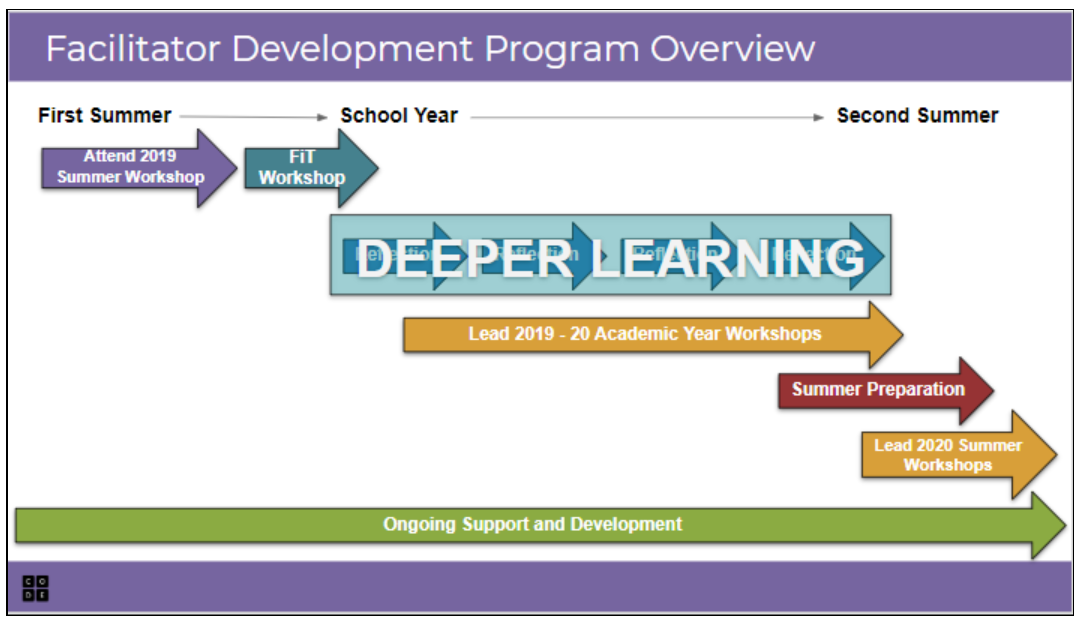 Facilitator Development Program Overview
First Summer School Year Second Summer
Attend 2019
Summer Workshop
FiT
Workshop
Reflection Reflection Reflection Reflection
DEEPER LEARNING
Lead 2019 - 20 Academic Year Workshops
Summer Preparation
Lead 2020 Summer
Workshops
Ongoing Support and Development
C O
D E